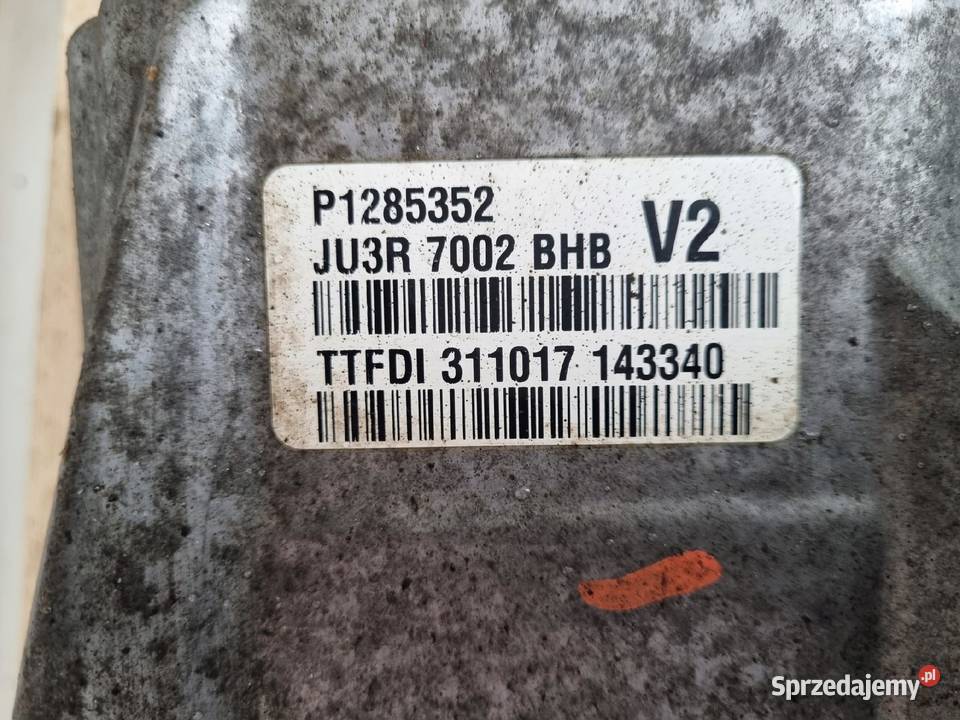 P1285352
JU3R 7002 BHB V2
TTFDI 311017 143340
Sprzedajemy.pl